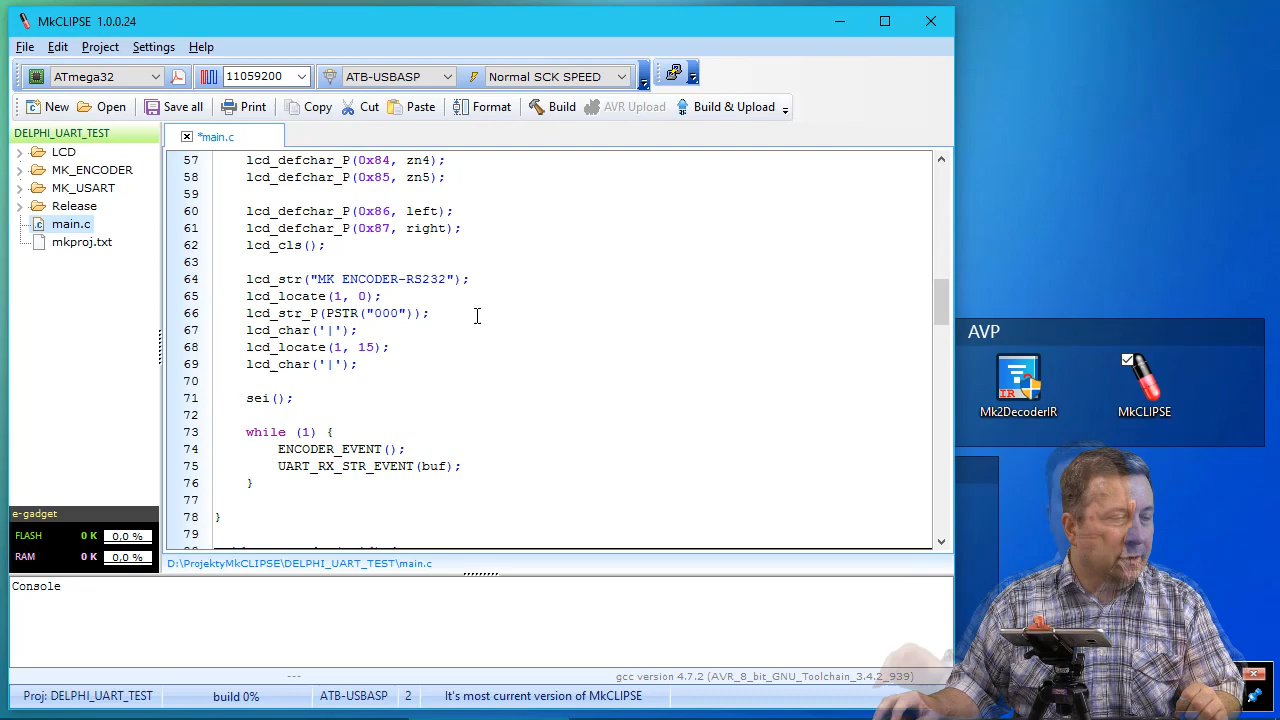 MkCLIPSE 1.0.0.24
File Edit Project Settings Help
ATmega32 11059200 ATB-USBASP Normal SCK SPEED
New Open Save all Print Copy Cut Paste Format Build AVR Upload Build & Upload
DELPHI_UART_TEST
*main.c
LCD
MK_ENCODER
MK_USART
Release
main.c
mkproj.txt
57 lcd_defchar_P(0x84, zn4);
58 lcd_defchar_P(0x85, zn5);
59
60 lcd_defchar_P(0x86, left);
61 lcd_defchar_P(0x87, right);
62 lcd_cls();
63
64 lcd_str("MK ENCODER-RS232");
65 lcd_locate(1, 0);
66 lcd_str_P(PSTR("000"));
67 lcd_char('|');
68 lcd_locate(1, 15);
69 lcd_char('|');
70
71 sei();
72
73 while (1) {
74 ENCODER_EVENT();
75 UART_RX_STR_EVENT(buf);
76 }
77
78 }
79
e-gadget
FLASH 0 K 0,0 %
RAM 0 K 0,0 %
D:\ProjektyMkCLIPSE\DELPHI_UART_TEST\main.c
Console
--- gcc version 4.7.2 (AVR_8_bit_GNU_Toolchain_3.4.2_939)
Proj: DELPHI_UART_TEST build 0% ATB-USBASP 2 It's most current version of MkCLIPSE
AVP
IR
Mk2DecoderIR
MkCLIPSE